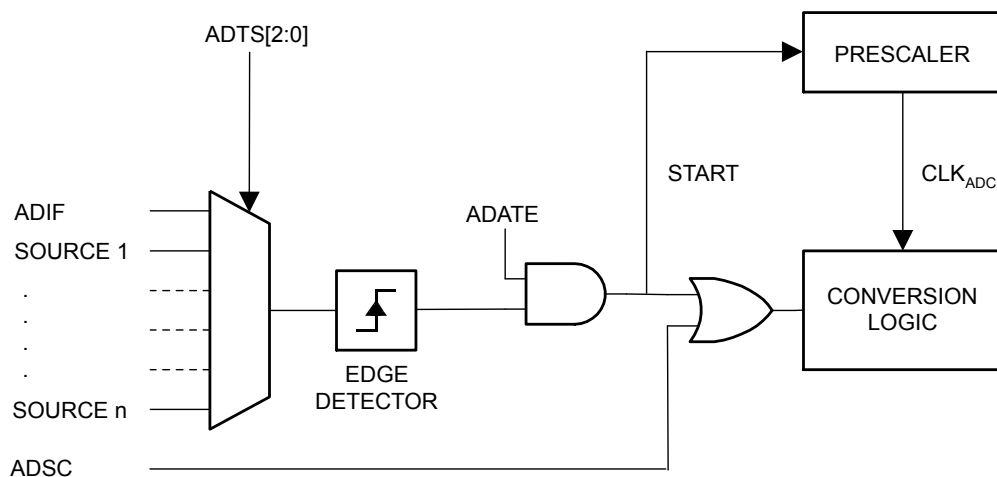 ADTS[2:0]
PRESCALER
START
CLKADC
ADIF
ADATE
SOURCE 1
.
.
.
.
CONVERSION
LOGIC
EDGE
DETECTOR
SOURCE n
ADSC